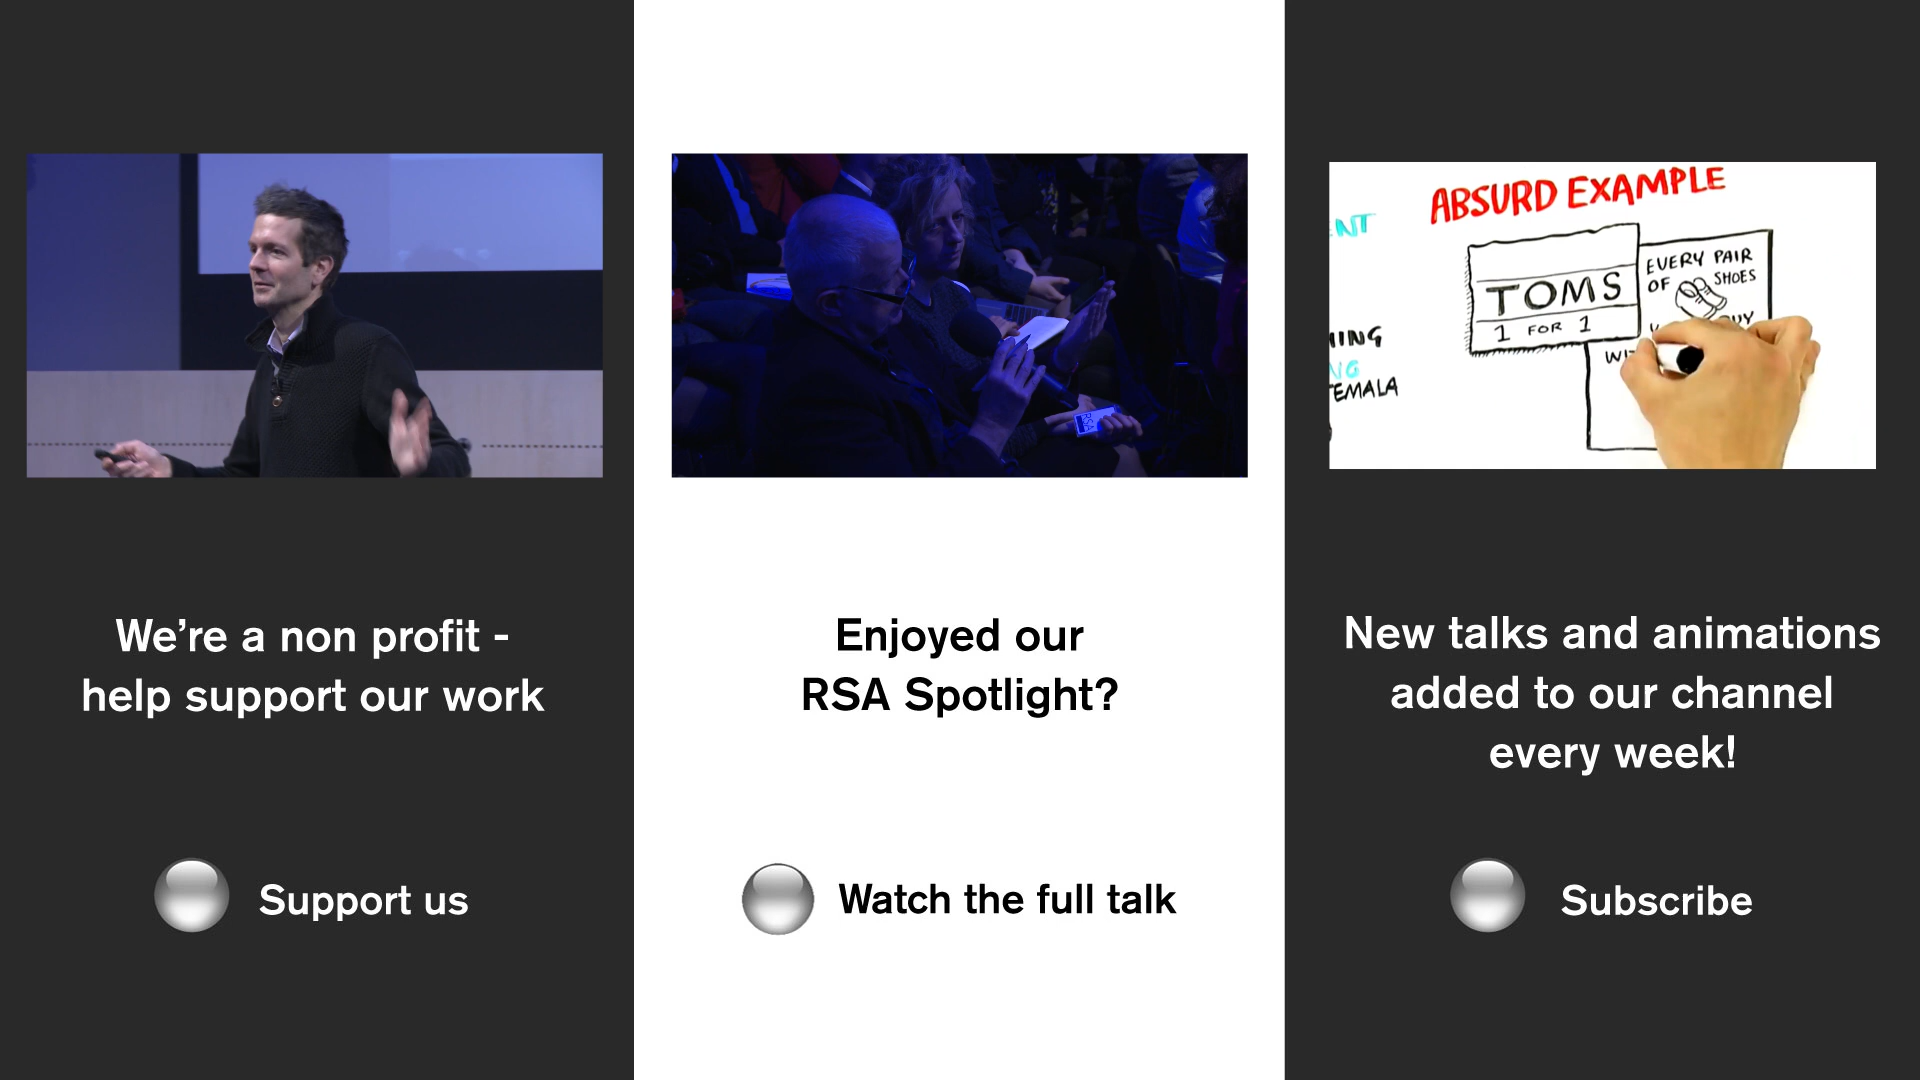 We're a non profit -
help support our work
Support us
RSA
Enjoyed our
RSA Spotlight?
Watch the full talk
ABSURD EXAMPLE
TOMS
1 FOR 1
EVERY PAIR
OF SHOES
New talks and animations
added to our channel
every week!
Subscribe